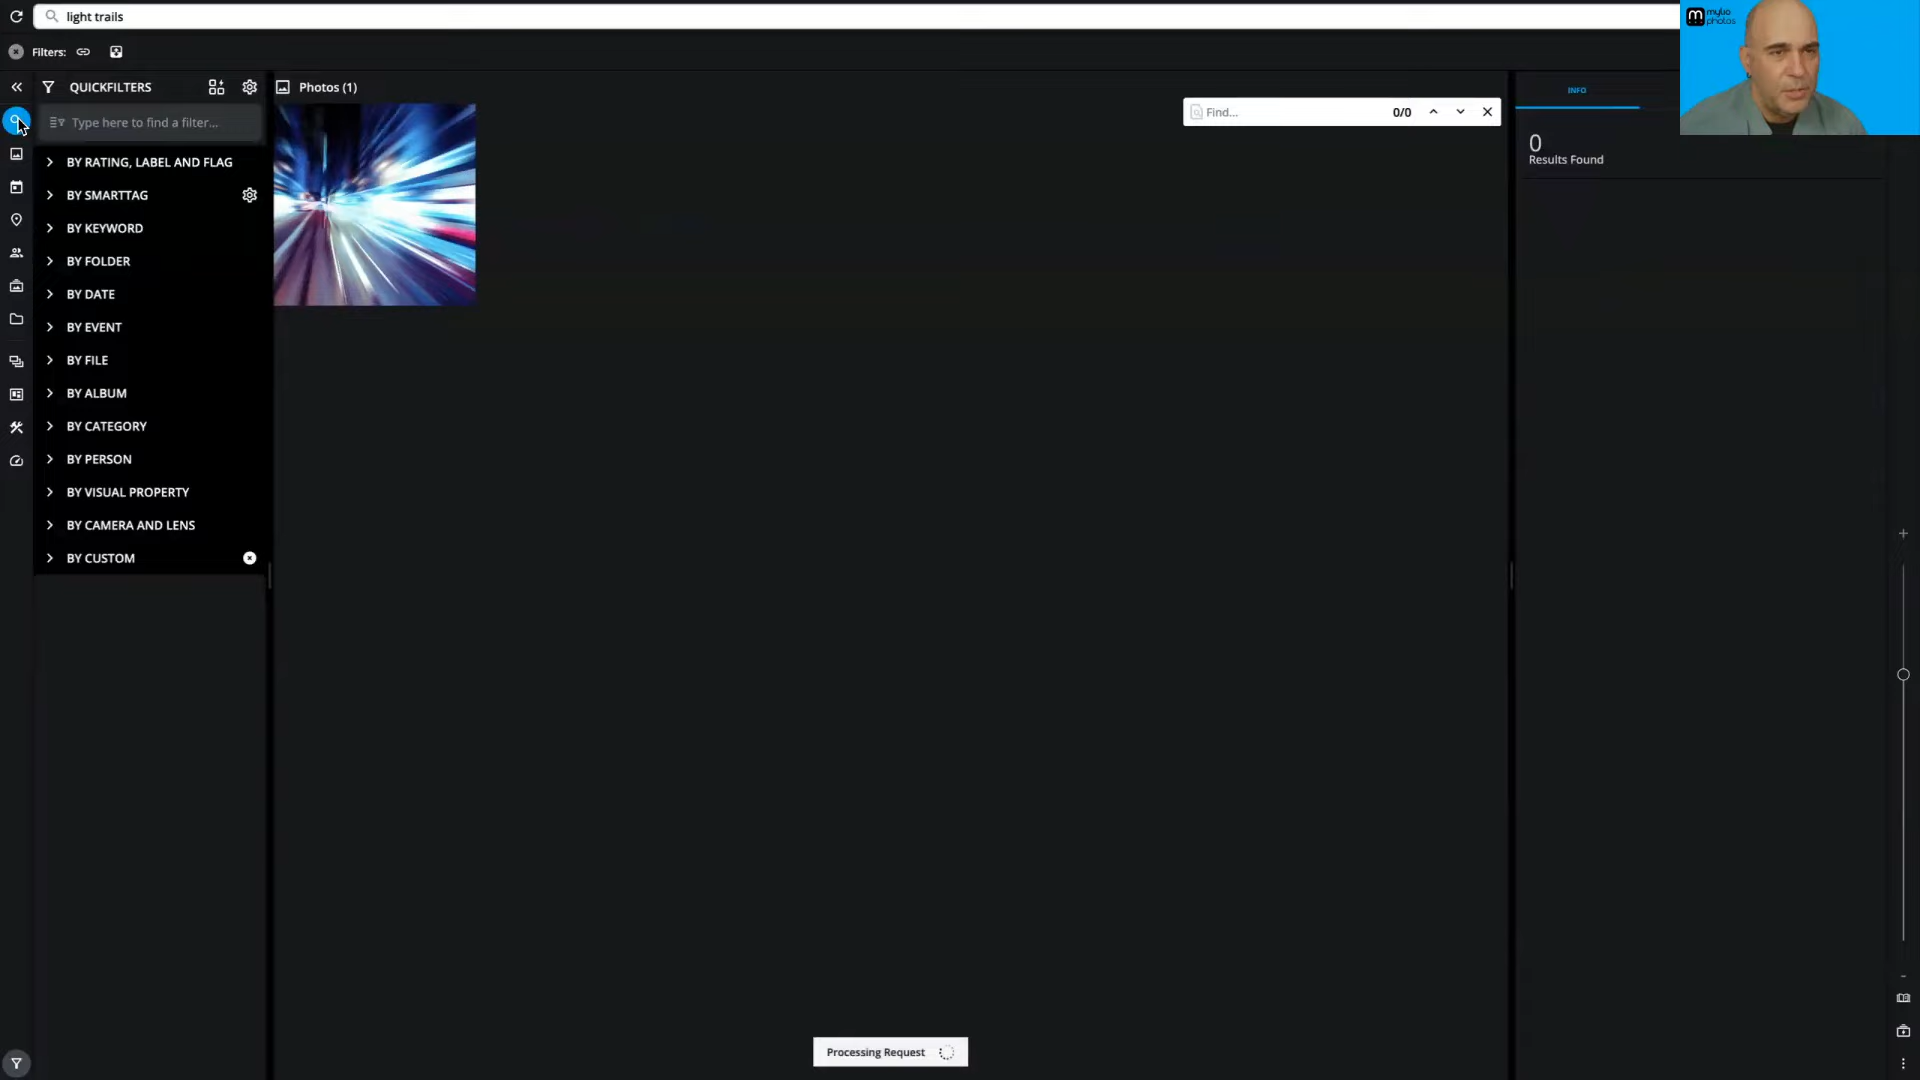 light trails
mylio
photos
Filters:
QUICKFILTERS
Photos (1)
Type here to find a filter...
Find...
0/0
INFO
0
Results Found
BY RATING, LABEL AND FLAG
BY SMARTTAG
BY KEYWORD
BY FOLDER
BY DATE
BY EVENT
BY FILE
BY ALBUM
BY CATEGORY
BY PERSON
BY VISUAL PROPERTY
BY CAMERA AND LENS
BY CUSTOM
Processing Request